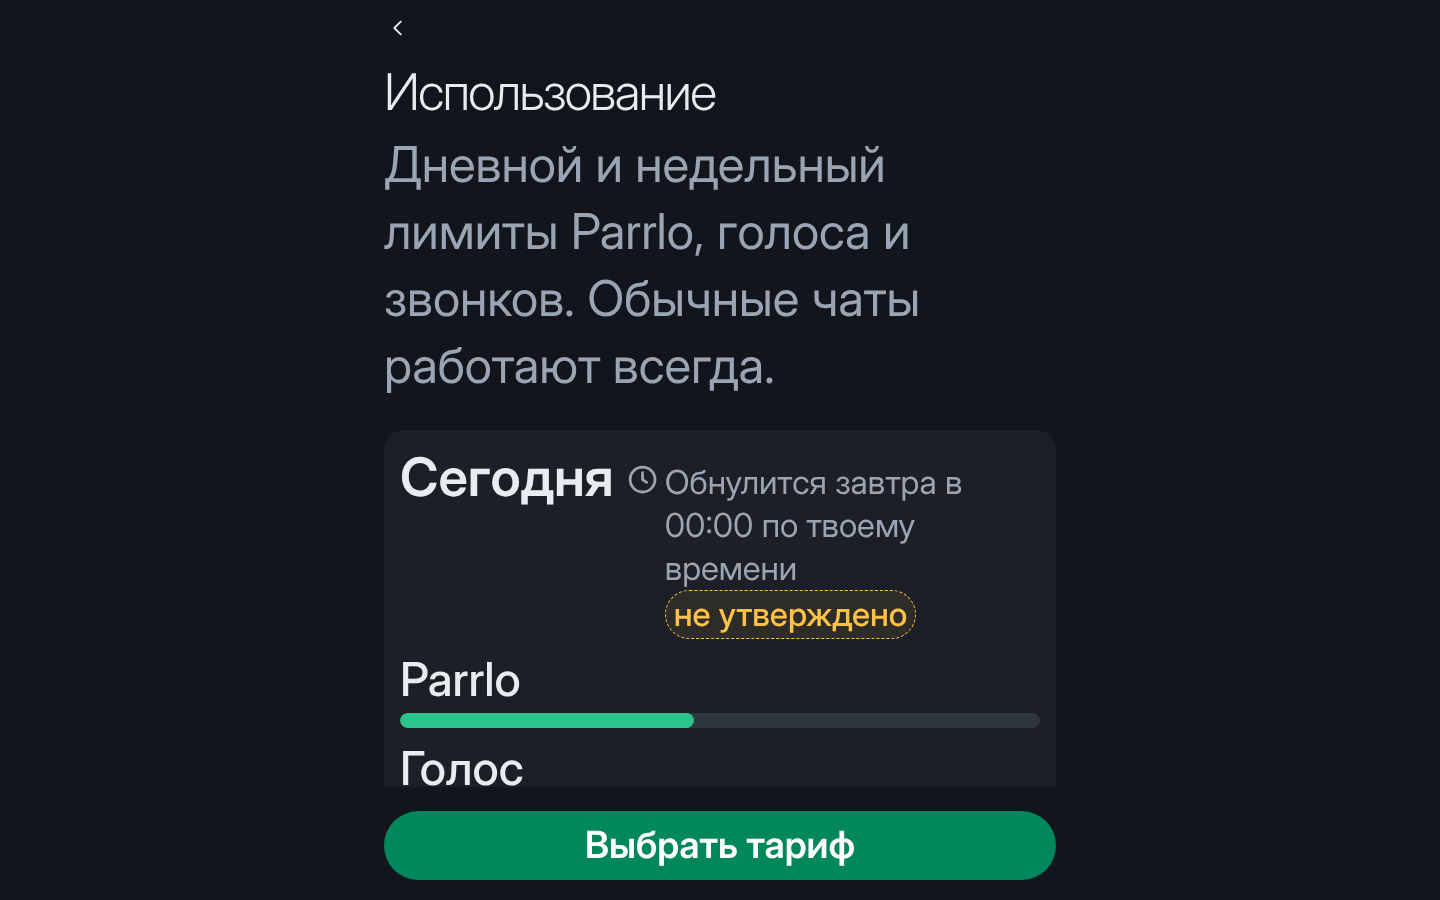 Использование
Дневной и недельный
лимиты Parrlo, голоса и
звонков. Обычные чаты
работают всегда.
Сегодня
Обнулится завтра в
00:00 по твоему
времени
не утверждено
Parrlo
Голос
Выбрать тариф